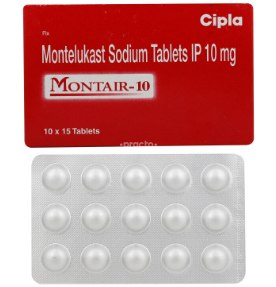 Cipla
Rx
Montelukast Sodium Tablets IP 10 mg
MONTAIR-10
10 x 15 Tablets
•practo•